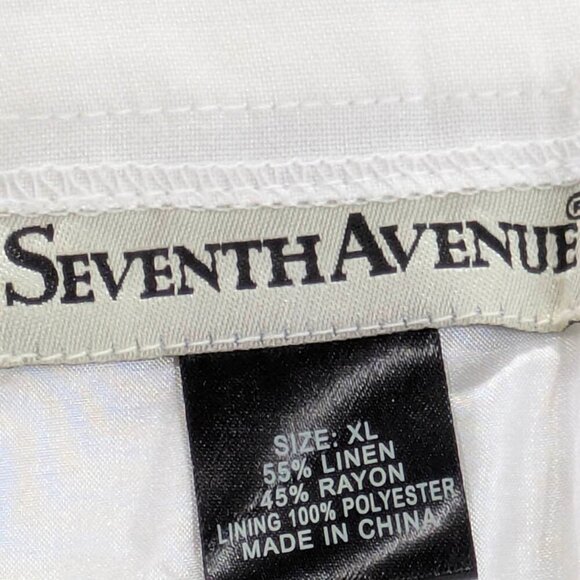 SEVENTH AVENUE®
SIZE: XL
55% LINEN
45% RAYON
LINING 100% POLYESTER
MADE IN CHINA